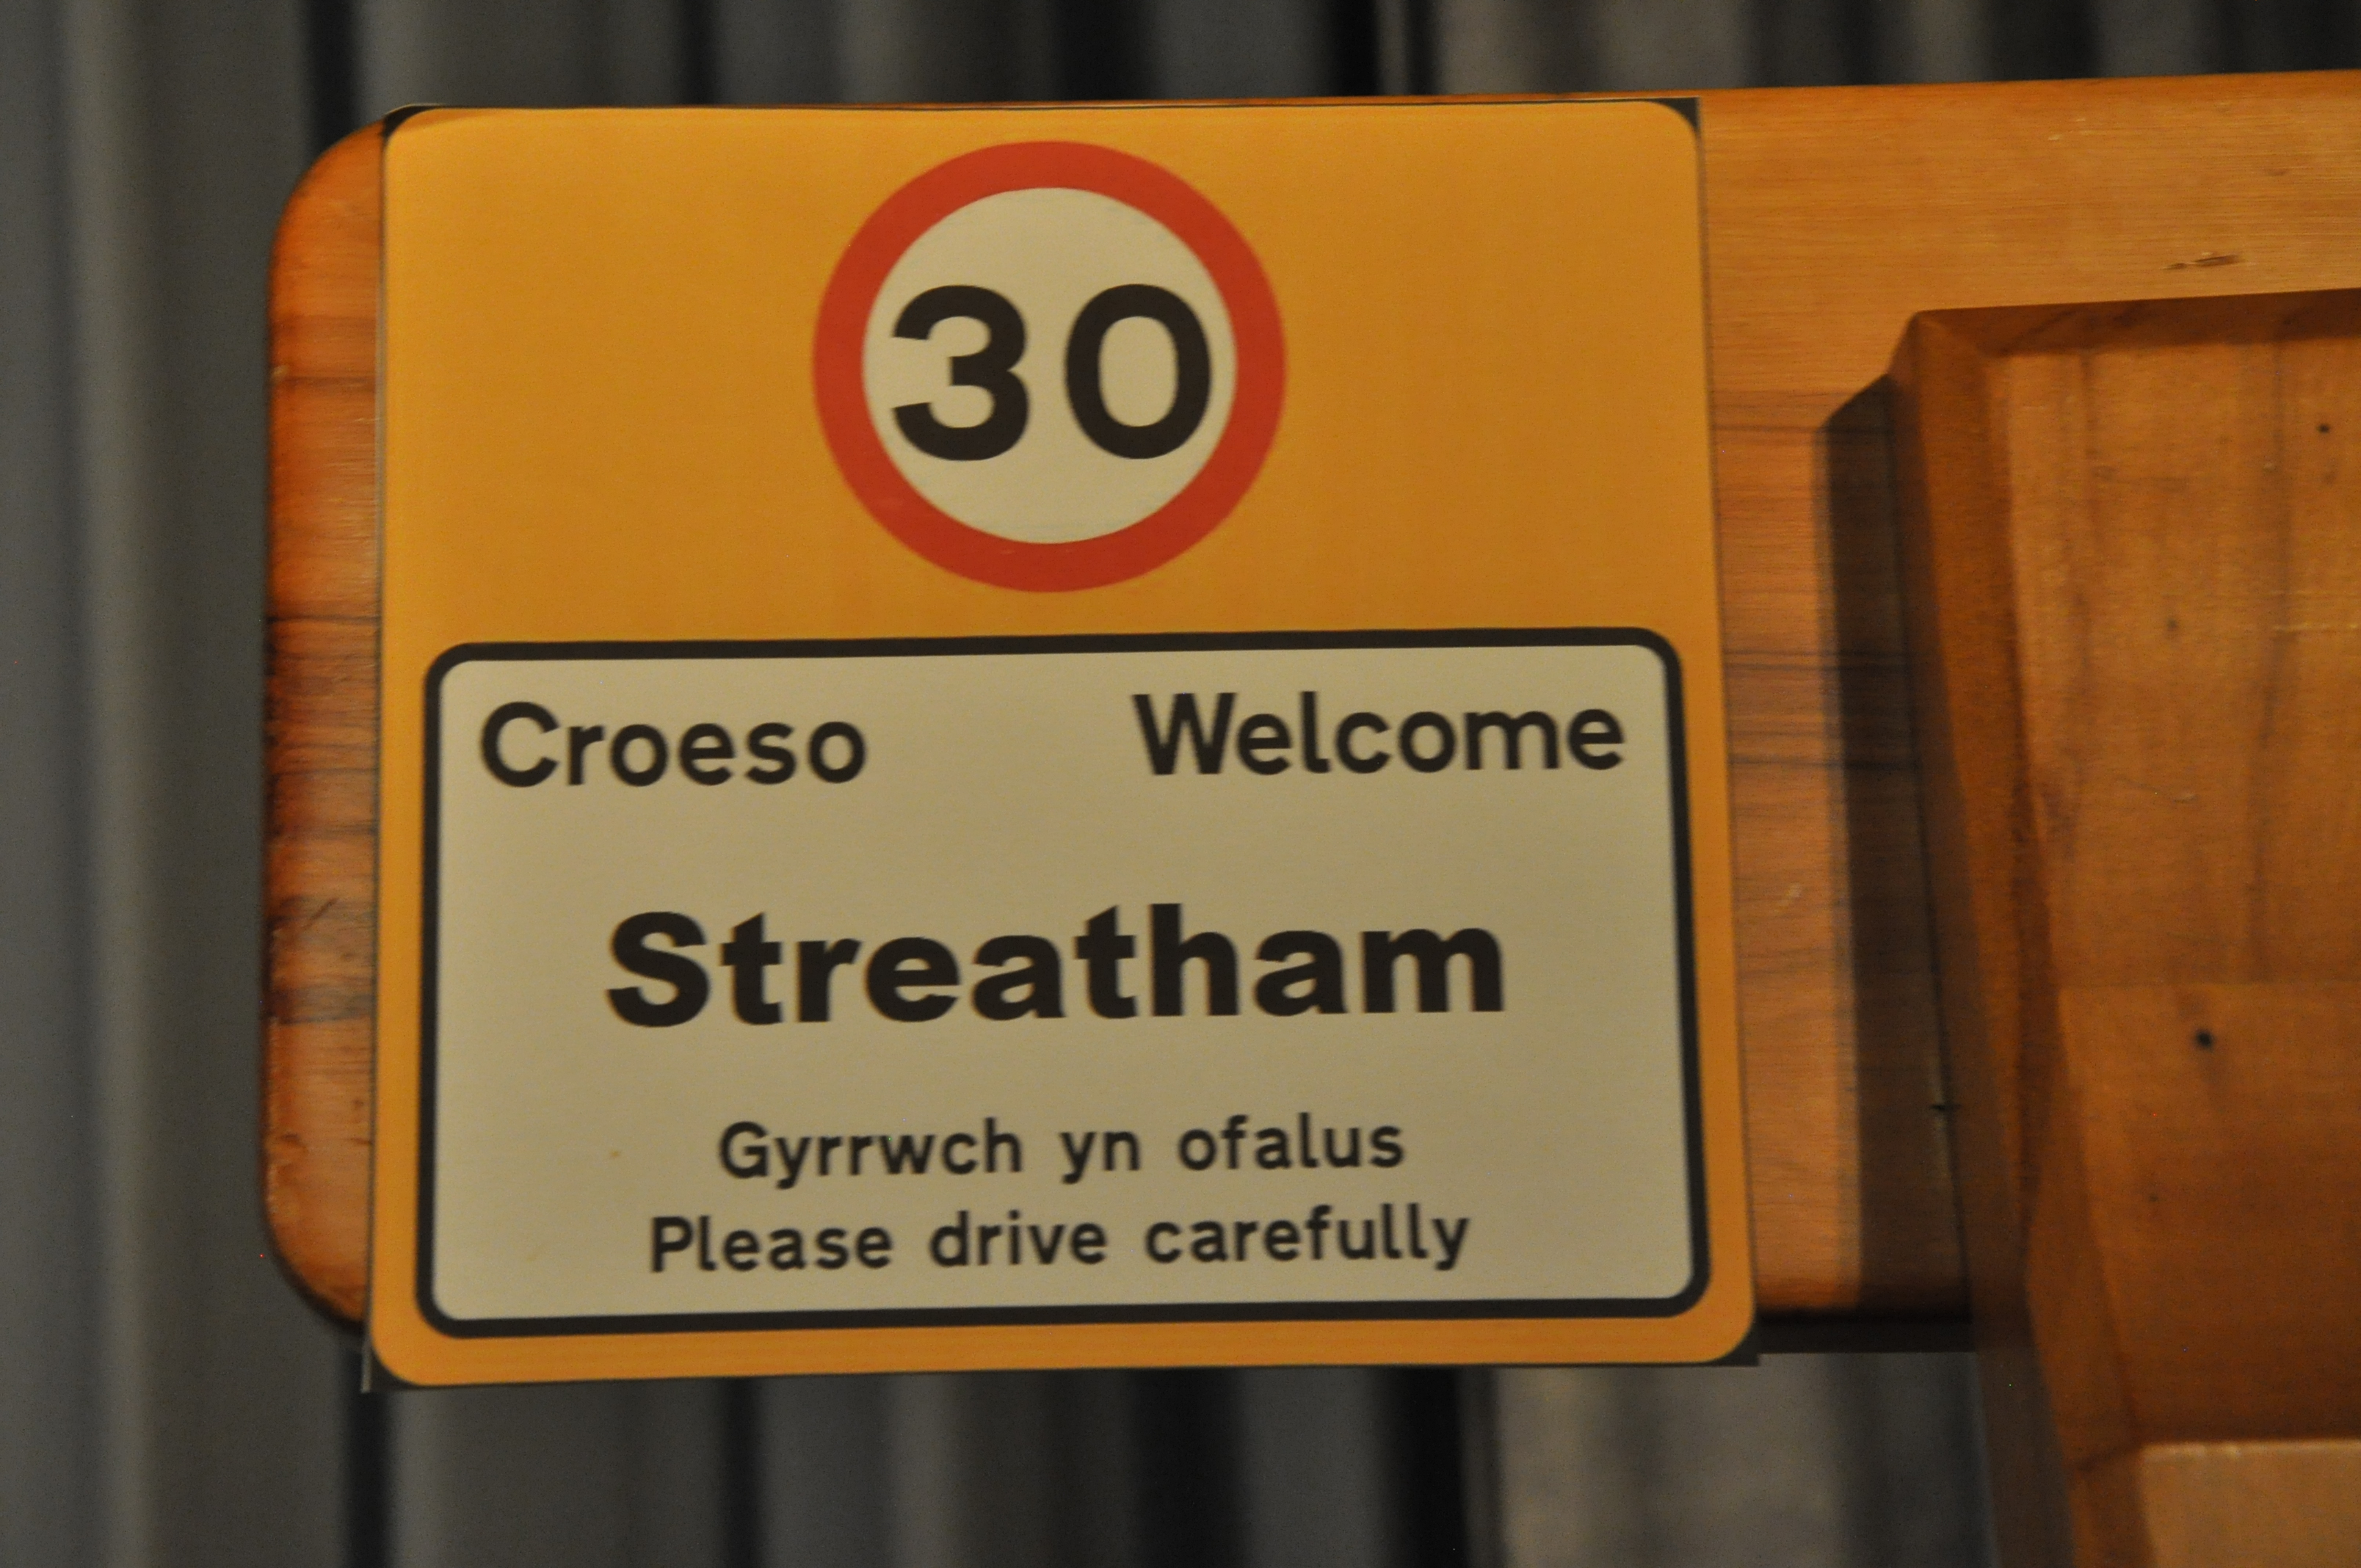 30
Croeso Welcome
Streatham
Gyrrwch yn ofalus
Please drive carefully